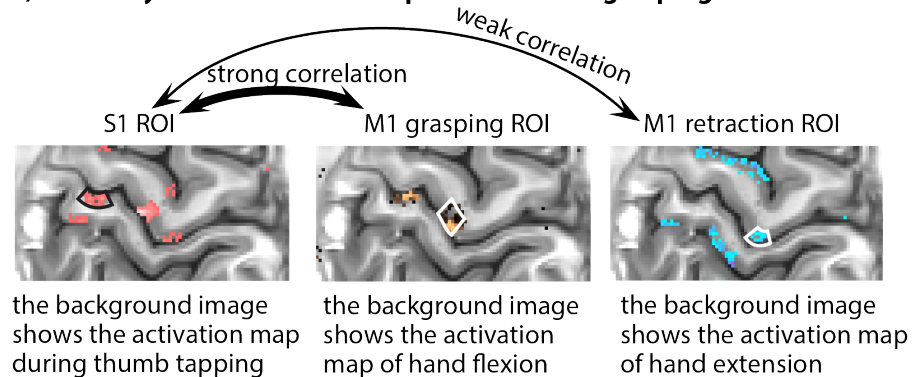 weak correlation
strong correlation
S1 ROI
M1 grasping ROI
M1 retraction ROI
the background image
shows the activation map
during thumb tapping
the background image
shows the activation
map of hand flexion
the background image
shows the activation map
of hand extension